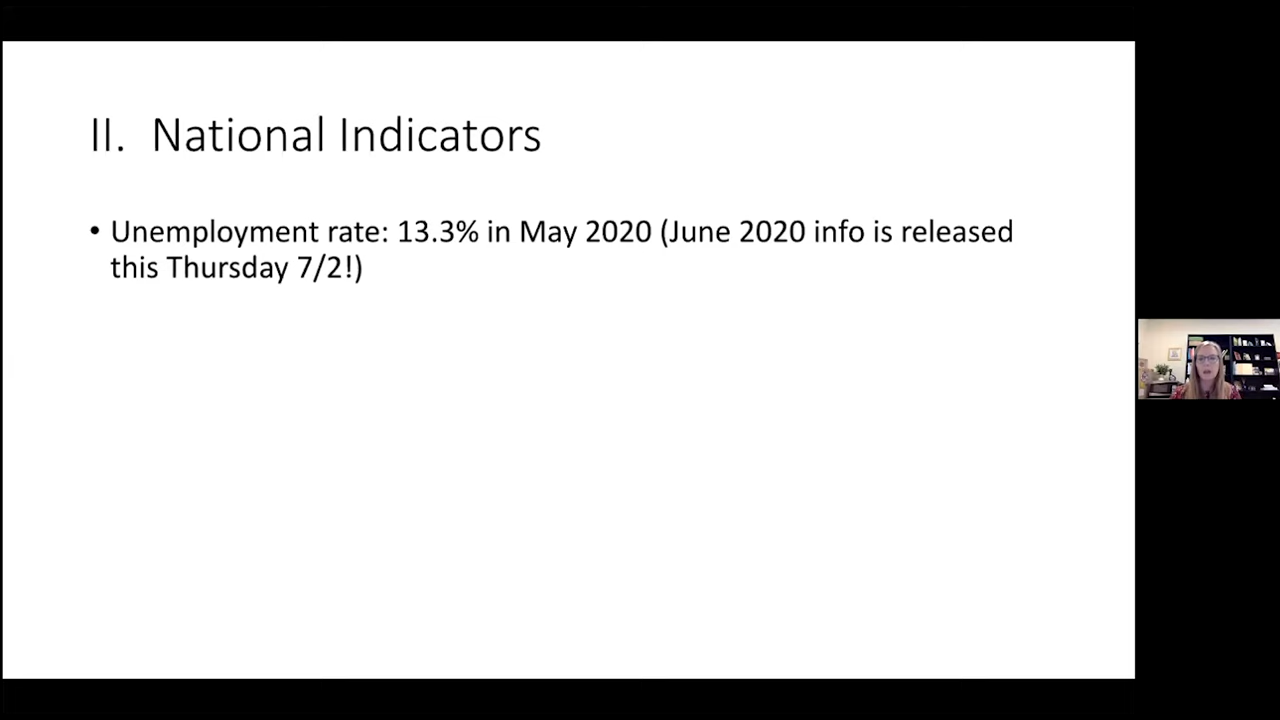 II. National Indicators
• Unemployment rate: 13.3% in May 2020 (June 2020 info is released
this Thursday 7/2!)